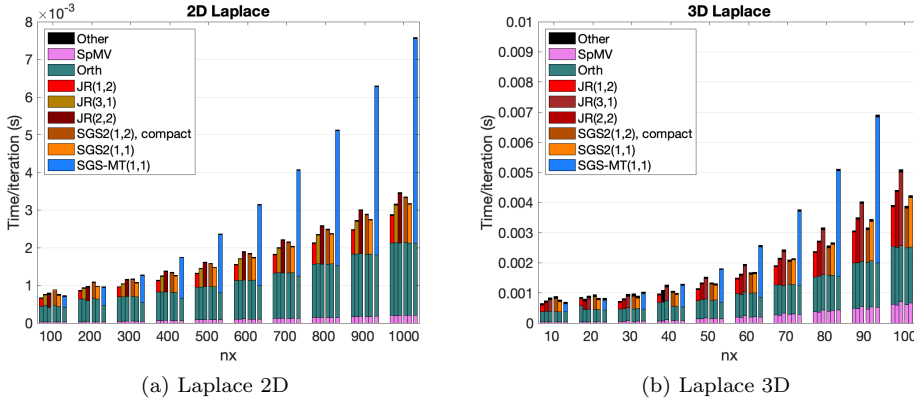 2D Laplace
×10⁻³
8
7
6
5
4
3
2
1
0
Time/iteration (s)
Other
SpMV
Orth
JR(1,2)
JR(3,1)
JR(2,2)
SGS2(1,2), compact
SGS2(1,1)
SGS-MT(1,1)
100 200 300 400 500 600 700 800 900 1000
nx
(a) Laplace 2D
3D Laplace
0.01
0.009
0.008
0.007
0.006
0.005
0.004
0.003
0.002
0.001
0
Time/iteration (s)
Other
SpMV
Orth
JR(1,2)
JR(3,1)
JR(2,2)
SGS2(1,2), compact
SGS2(1,1)
SGS-MT(1,1)
10 20 30 40 50 60 70 80 90 100
nx
(b) Laplace 3D